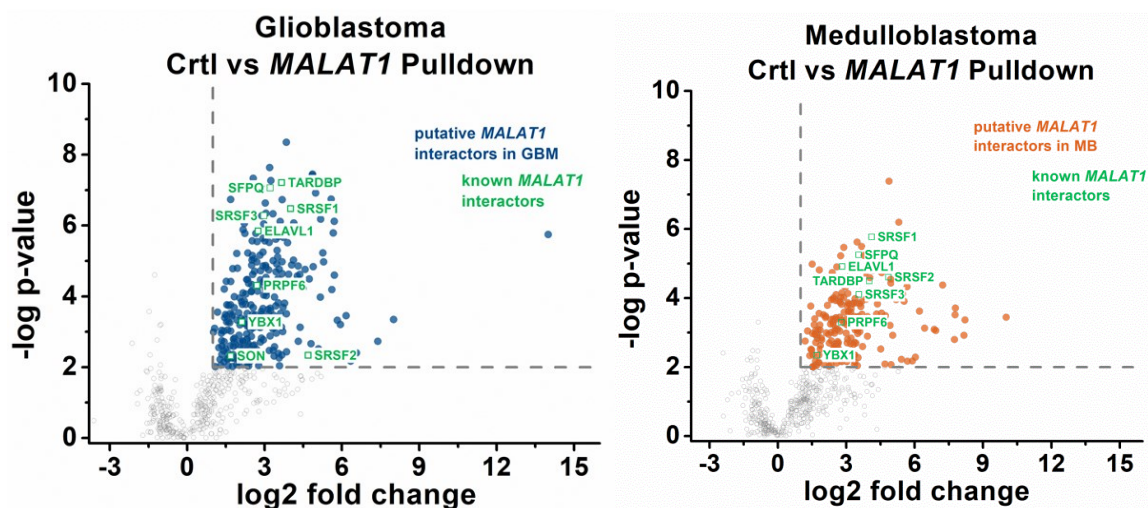 Glioblastoma
Crtl vs MALAT1 Pulldown
10
8
6
4
2
0
-log p-value
-3
0
3
6
9
12
15
log2 fold change
putative MALAT1
interactors in GBM
known MALAT1
interactors
SFPQ
TARDBP
SRSF3
SRSF1
ELAVL1
PRPF6
YBX1
SON
SRSF2
Medulloblastoma
Crtl vs MALAT1 Pulldown
10
8
6
4
2
0
-log p-value
-3
0
3
6
9
12
15
log2 fold change
putative MALAT1
interactors in MB
known MALAT1
interactors
SRSF1
SFPQ
ELAVL1
SRSF2
TARDBP
SRSF3
PRPF6
YBX1